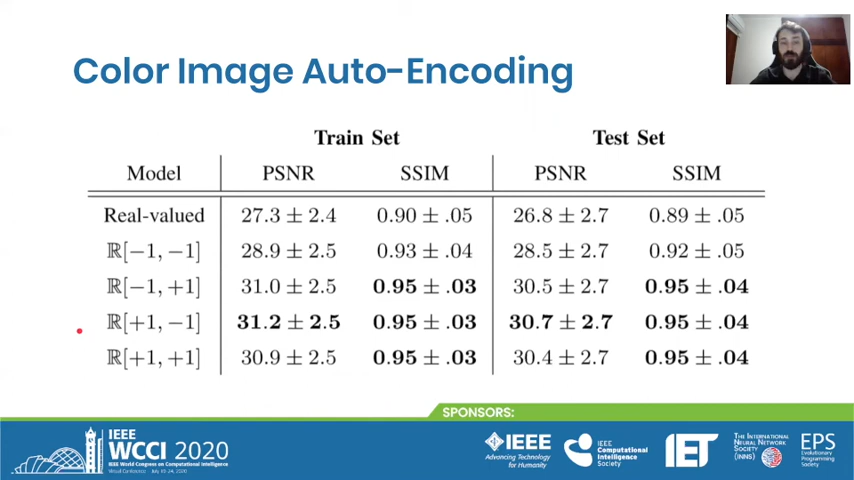 Color Image Auto-Encoding
Train Set Test Set
Model PSNR SSIM PSNR SSIM
Real-valued 27.3 ± 2.4 0.90 ± .05 26.8 ± 2.7 0.89 ± .05
ℝ[−1, −1] 28.9 ± 2.5 0.93 ± .04 28.5 ± 2.7 0.92 ± .05
ℝ[−1, +1] 31.0 ± 2.5 0.95 ± .03 30.5 ± 2.7 0.95 ± .04
ℝ[+1, −1] 31.2 ± 2.5 0.95 ± .03 30.7 ± 2.7 0.95 ± .04
ℝ[+1, +1] 30.9 ± 2.5 0.95 ± .03 30.4 ± 2.7 0.95 ± .04
SPONSORS:
IEEE
WCCI 2020
IEEE World Congress on Computational Intelligence
Virtual Conference
IEEE
Advancing Technology
for Humanity
IEEE
Computational
Intelligence
Society
IET
THE INTERNATIONAL
NEURAL NETWORK
SOCIETY
(INNS)
EPS
Evolutionary
Programming
Society